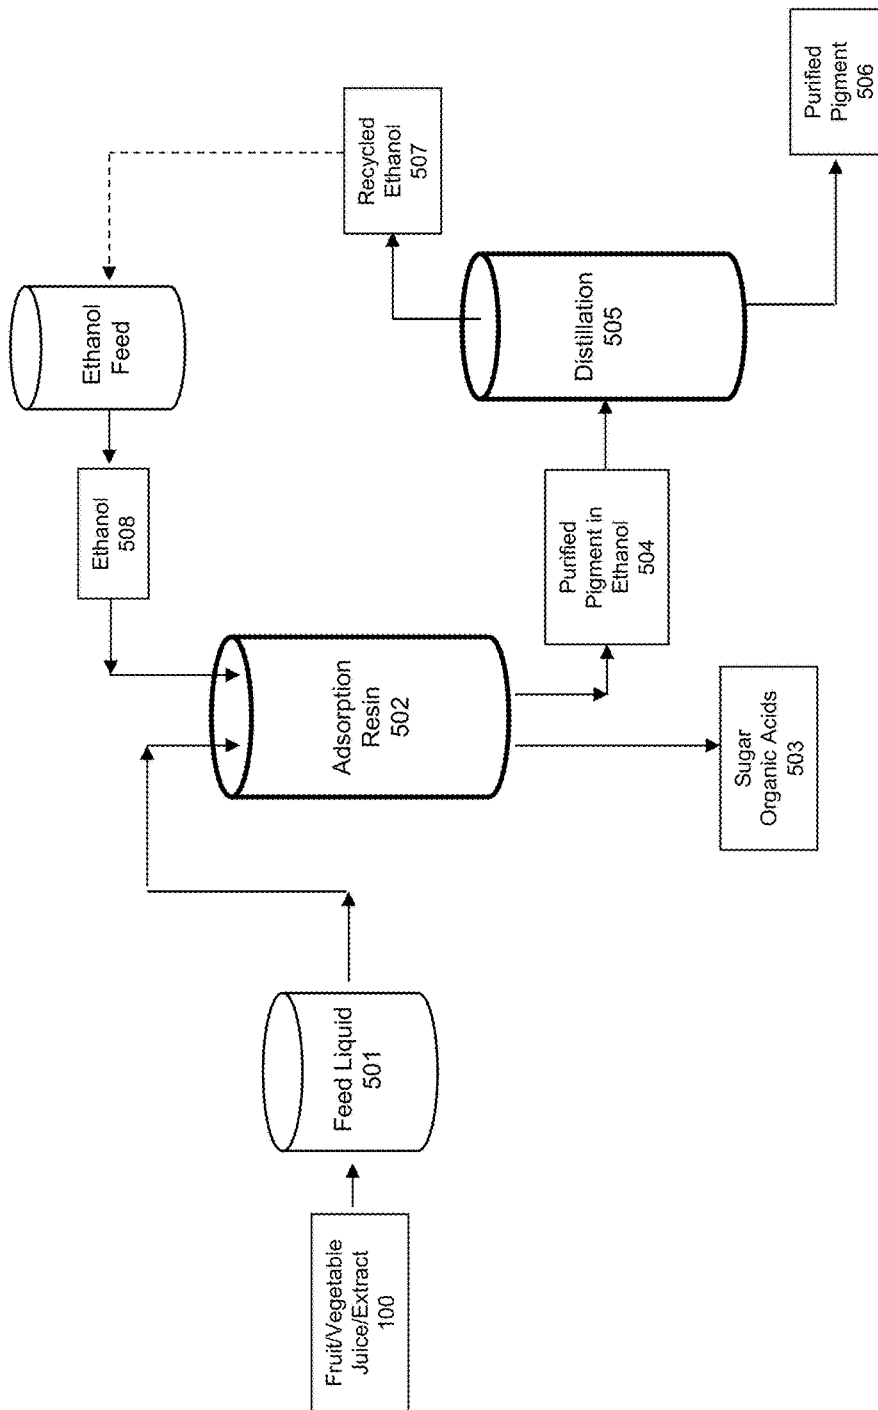 Fruit/Vegetable
Juice/Extract
100
Feed Liquid
501
Adsorption
Resin
502
Sugar
Organic Acids
503
Ethanol
508
Ethanol
Feed
Purified
Pigment in
Ethanol
504
Distillation
505
Recycled
Ethanol
507
Purified
Pigment
506